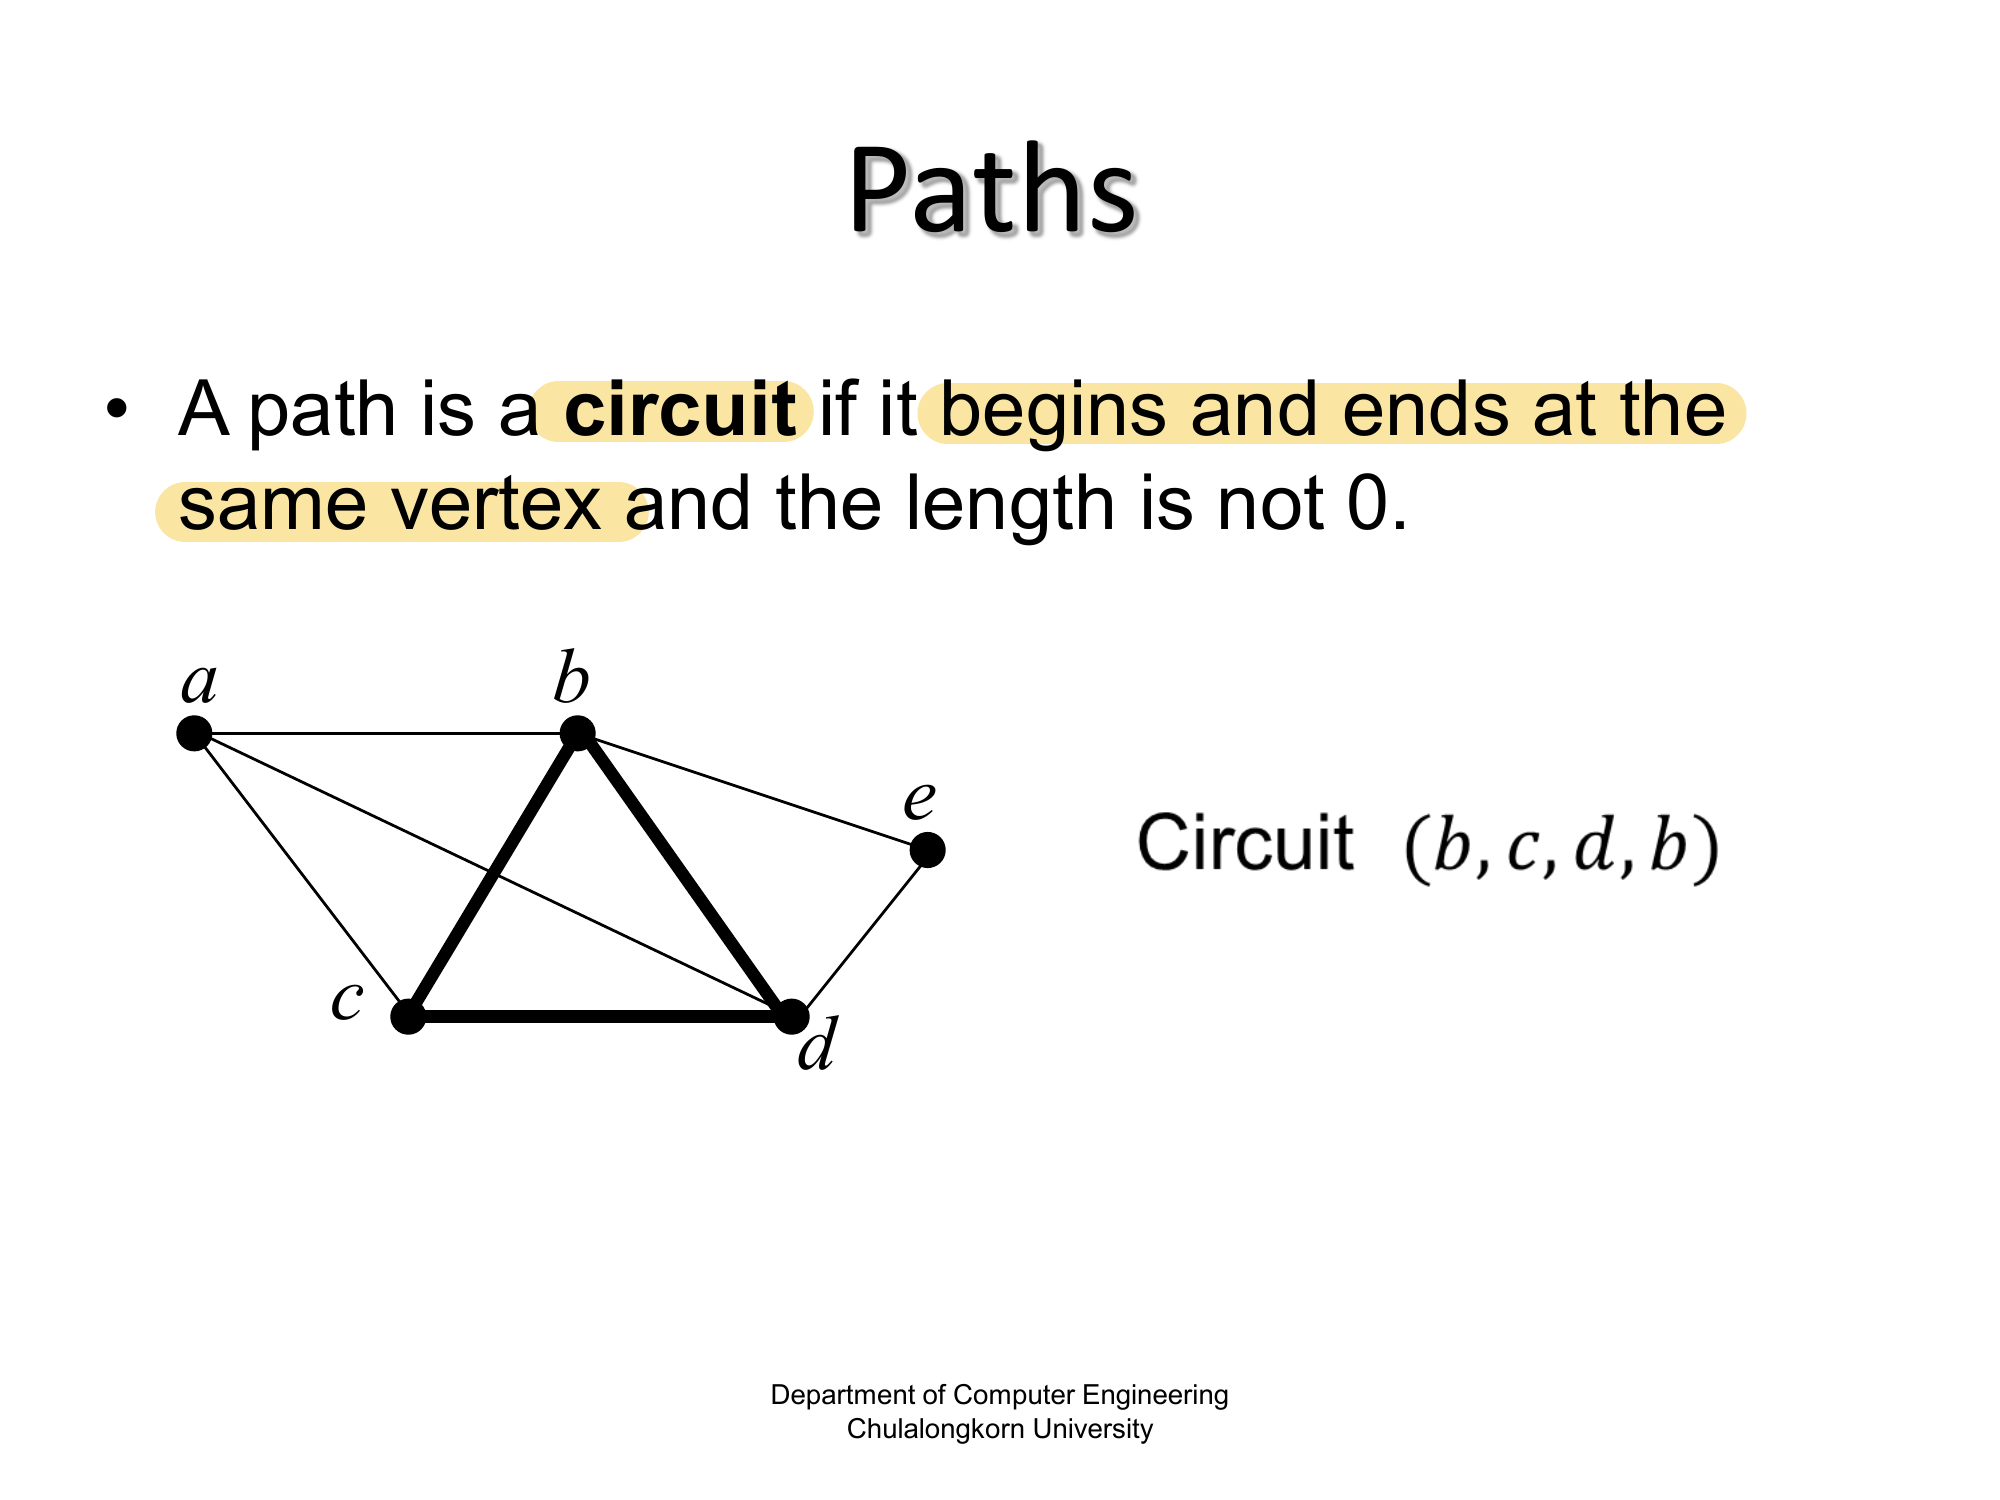 Paths
• A path is a circuit if it begins and ends at the
same vertex and the length is not 0.
a
b
e
Circuit (b, c, d, b)
c
d
Department of Computer Engineering
Chulalongkorn University